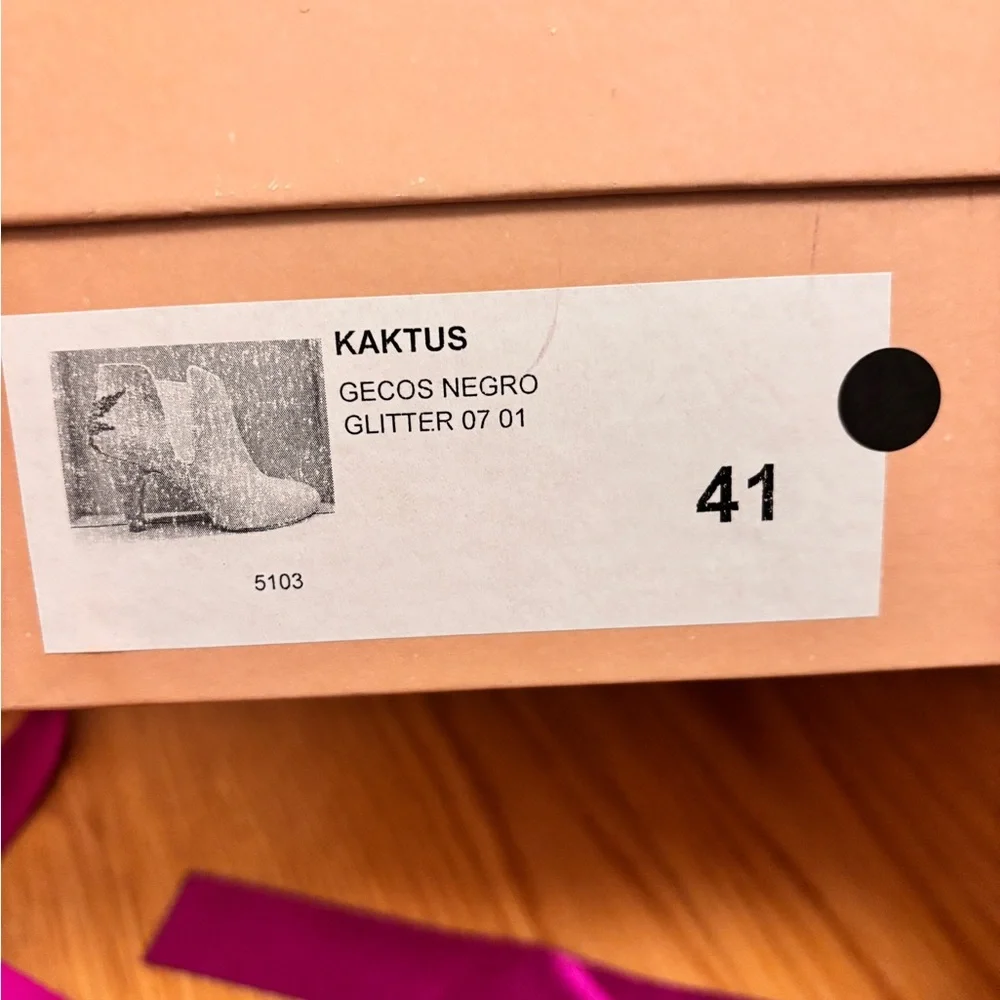 KAKTUS
GECOS NEGRO
GLITTER 07 01
41
5103